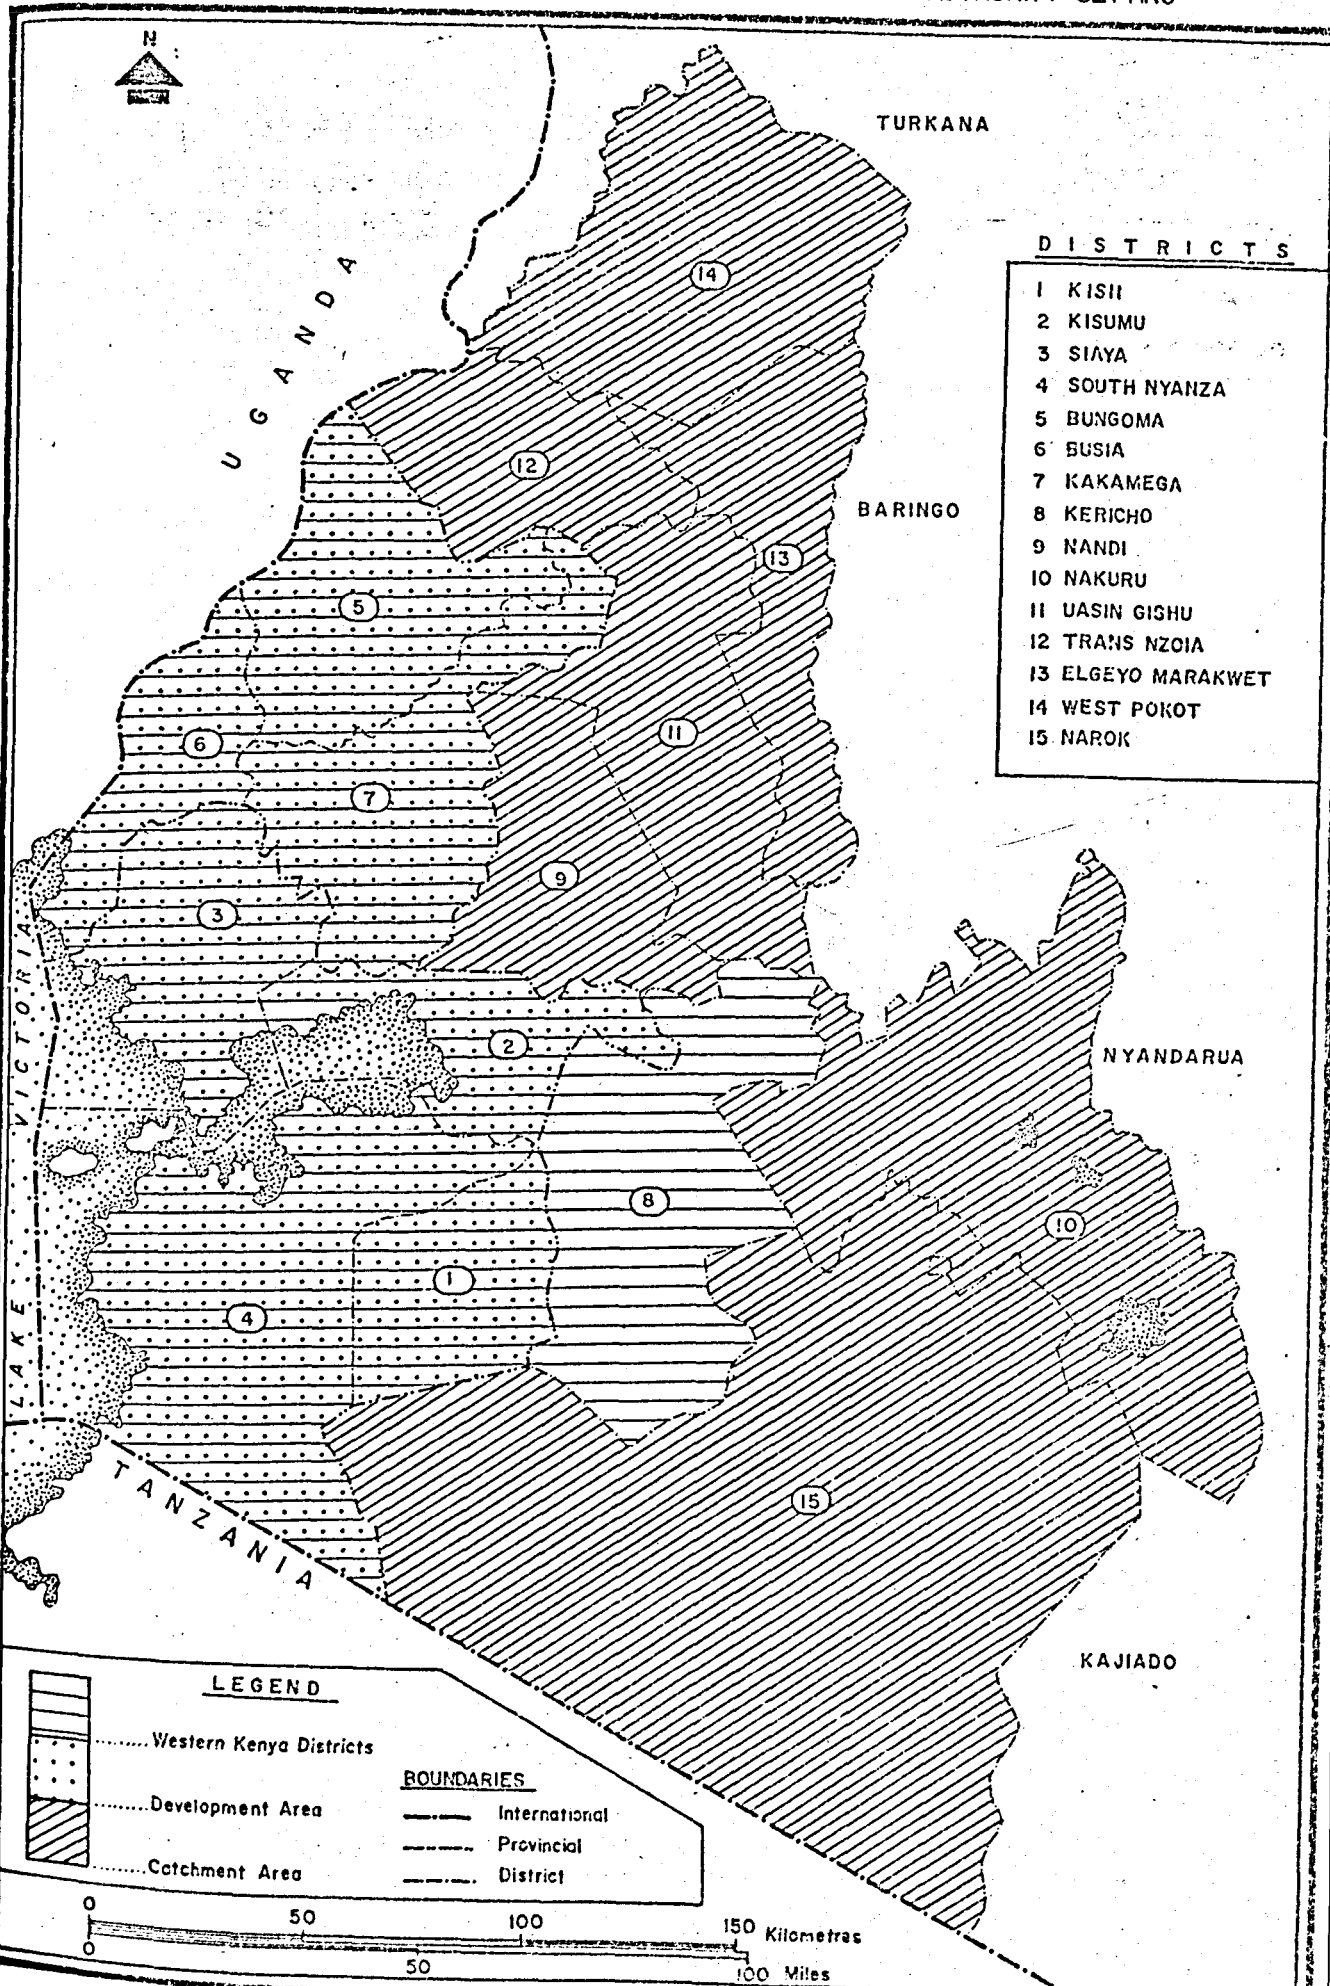 N
TURKANA
UGANDA
DISTRICTS
1 KISII
2 KISUMU
3 SIAYA
4 SOUTH NYANZA
5 BUNGOMA
6 BUSIA
7 KAKAMEGA
8 KERICHO
9 NANDI
10 NAKURU
11 UASIN GISHU
12 TRANS NZOIA
13 ELGEYO MARAKWET
14 WEST POKOT
15 NAROK
14
12
BARINGO
13
5
6
11
7
9
3
2
NYANDARUA
LAKE VICTORIA
8
10
1
4
15
TANZANIA
KAJIADO
LEGEND
Western Kenya Districts
Development Area
Catchment Area
BOUNDARIES
International
Provincial
District
0 50 100 150 Kilometres
0 50 100 Miles